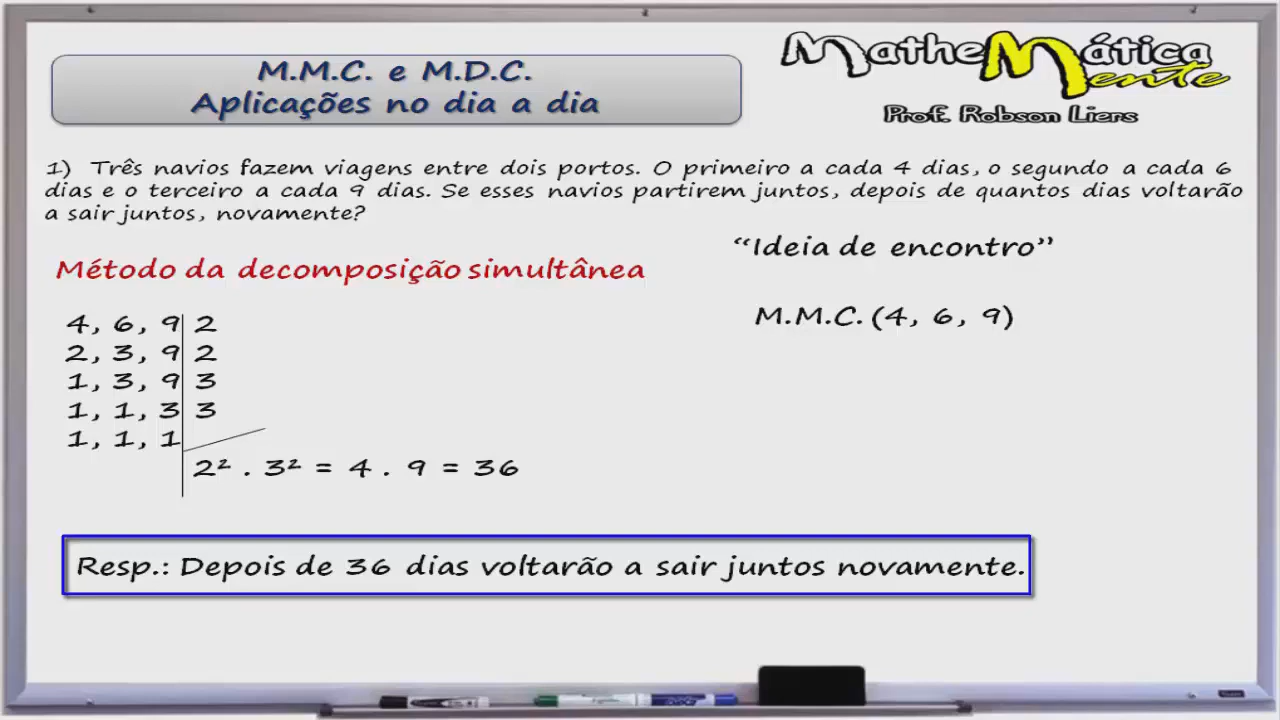 M.M.C. e M.D.C.
Aplicações no dia a dia
MatheMática
Mente
Prof. Robson Liers
1) Três navios fazem viagens entre dois portos. O primeiro a cada 4 dias, o segundo a cada 6
dias e o terceiro a cada 9 dias. Se esses navios partirem juntos, depois de quantos dias voltarão
a sair juntos, novamente?
"Ideia de encontro"
Método da decomposição simultânea
M.M.C. (4, 6, 9)
4, 6, 9 2
2, 3, 9 2
1, 3, 9 3
1, 1, 3 3
1, 1, 1
2² . 3² = 4 . 9 = 36
Resp.: Depois de 36 dias voltarão a sair juntos novamente.